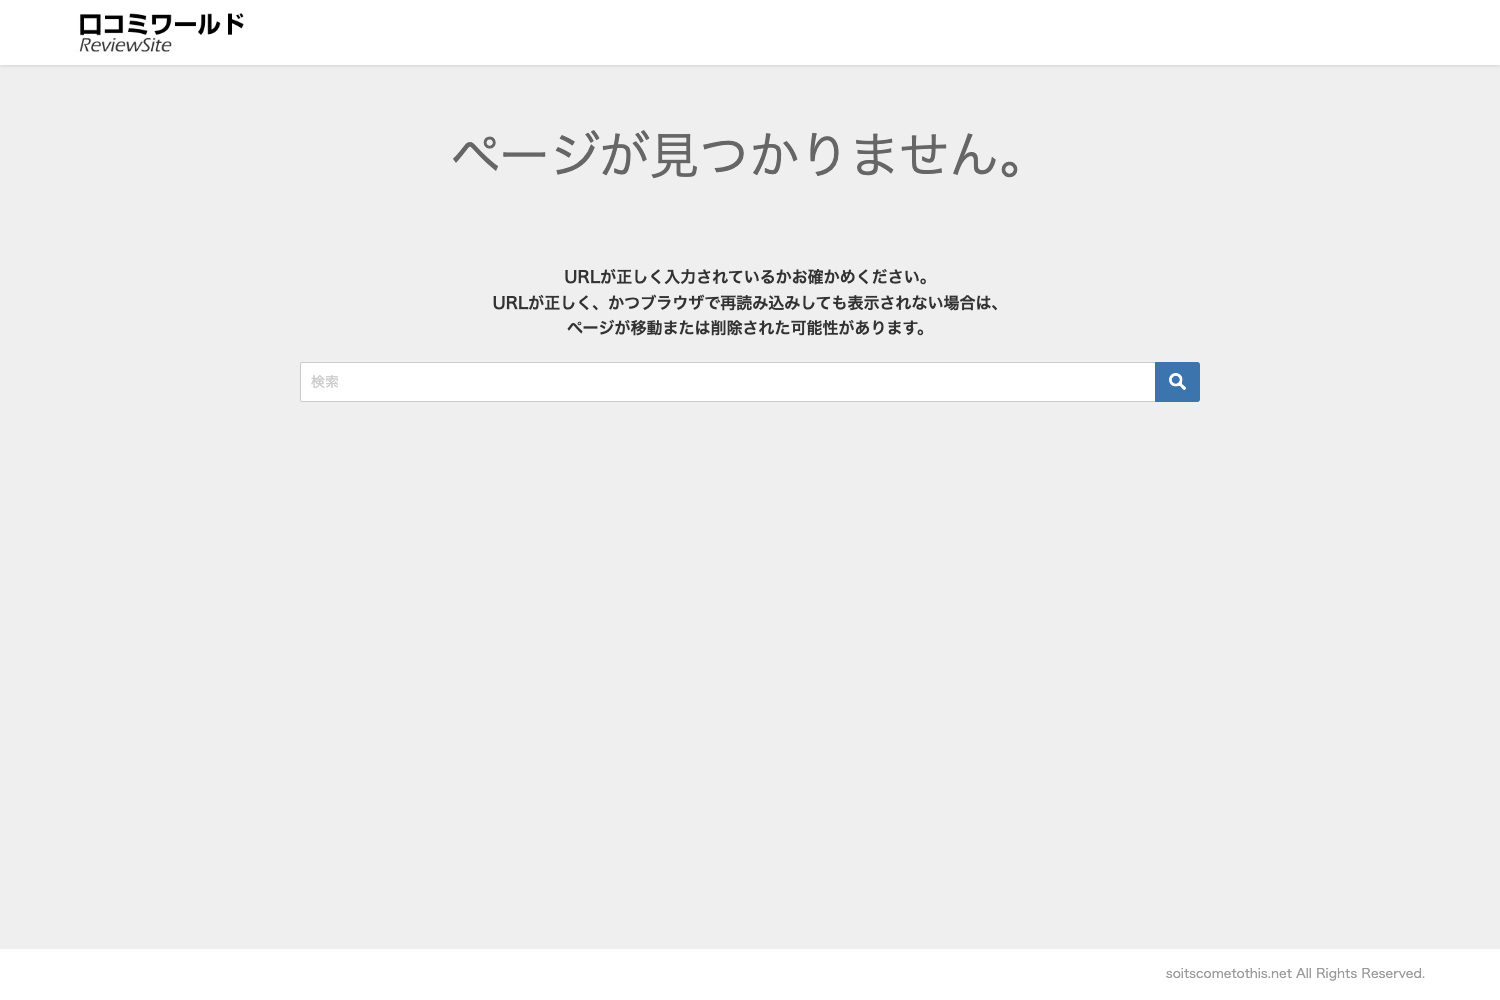 口コミワールド
ReviewSite
ページが見つかりません。
URLが正しく入力されているかお確かめください。
URLが正しく、かつブラウザで再読み込みしても表示されない場合は、
ページが移動または削除された可能性があります。
検索
soitscometothis.net All Rights Reserved.